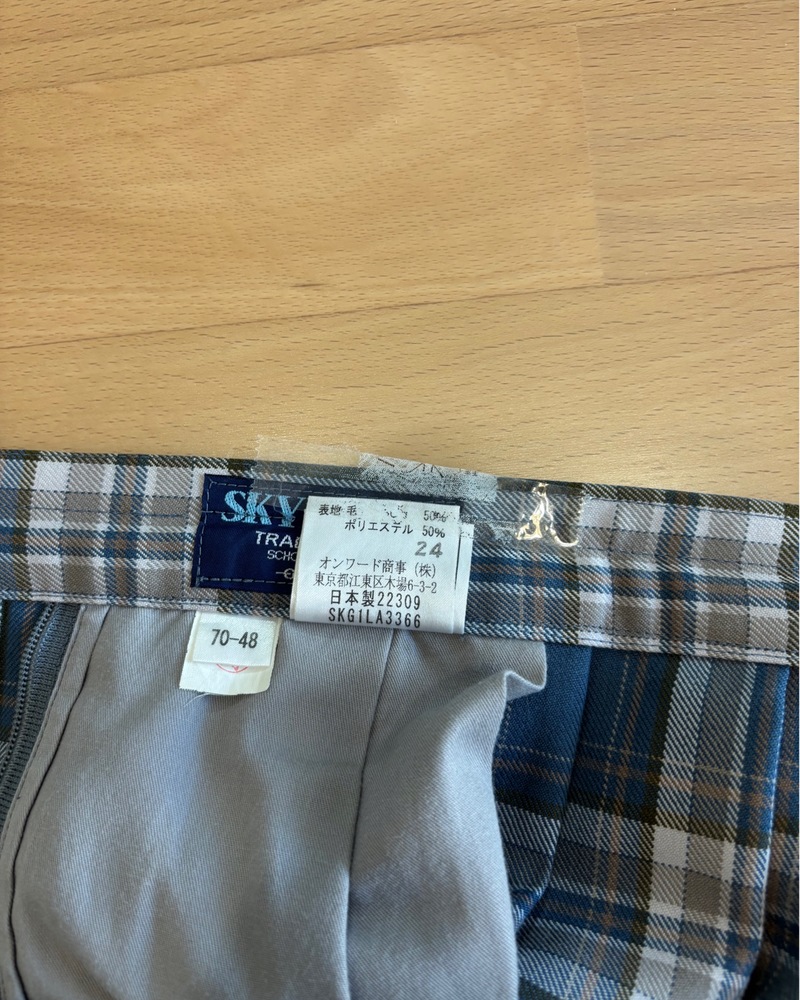 SKY
TRA
SCHO
表地 毛 50%
ポリエステル 50%
24
オンワード商事(株)
東京都江東区木場6-3-2
日本製22309
SKG1LA3366
70-48